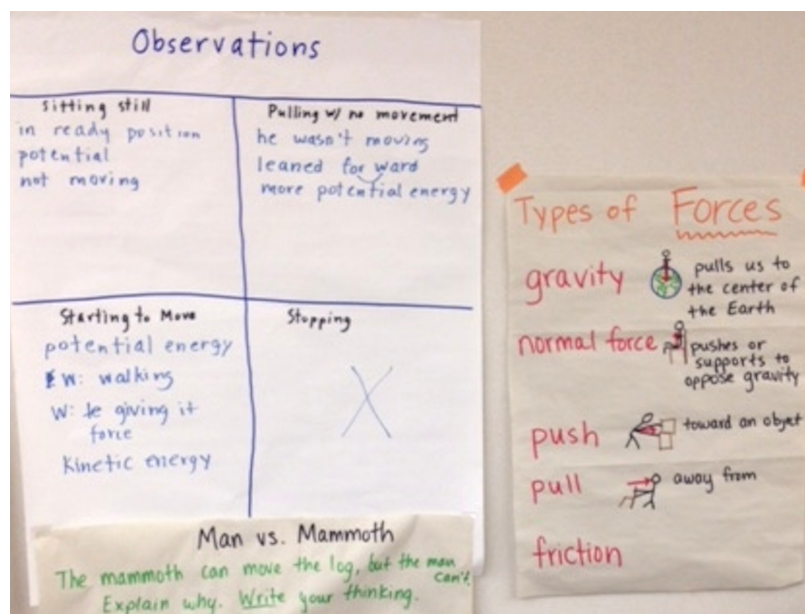 Observations
Sitting still
in ready position
potential
not moving
Pulling w/ no movement
he wasn't moving
leaned for ward
more potential energy
Starting to Move
potential energy
W: walking
W: te giving it
force
Kinetic energy
Stopping
X
Man vs. Mammoth
The mammoth can move the log, but the man
can't.
Explain why. Write your thinking.
Types of Forces
gravity
pulls us to
the center of
the Earth
normal force
pushes or
supports to
oppose gravity
push
toward an objet
pull
away from
friction